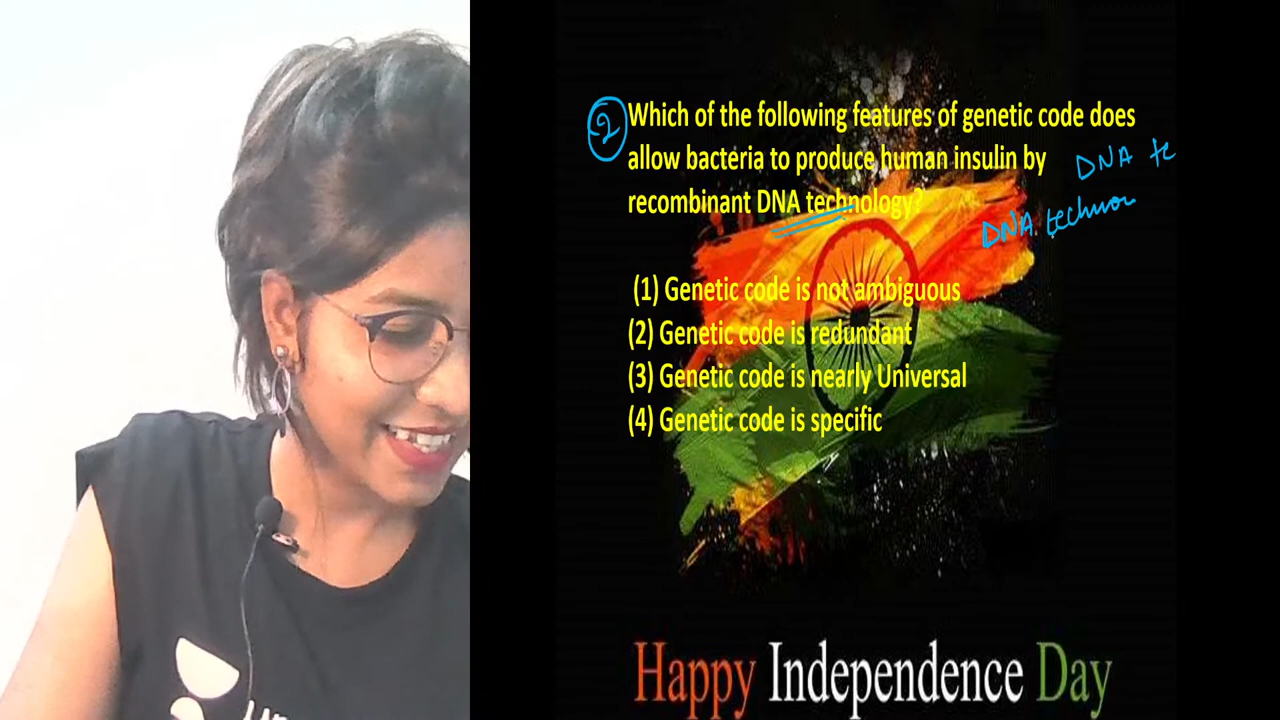 2 Which of the following features of genetic code does
allow bacteria to produce human insulin by
recombinant DNA technology?
DNA te
DNA techno
(1) Genetic code is not ambiguous
(2) Genetic code is redundant
(3) Genetic code is nearly Universal
(4) Genetic code is specific
Happy Independence Day